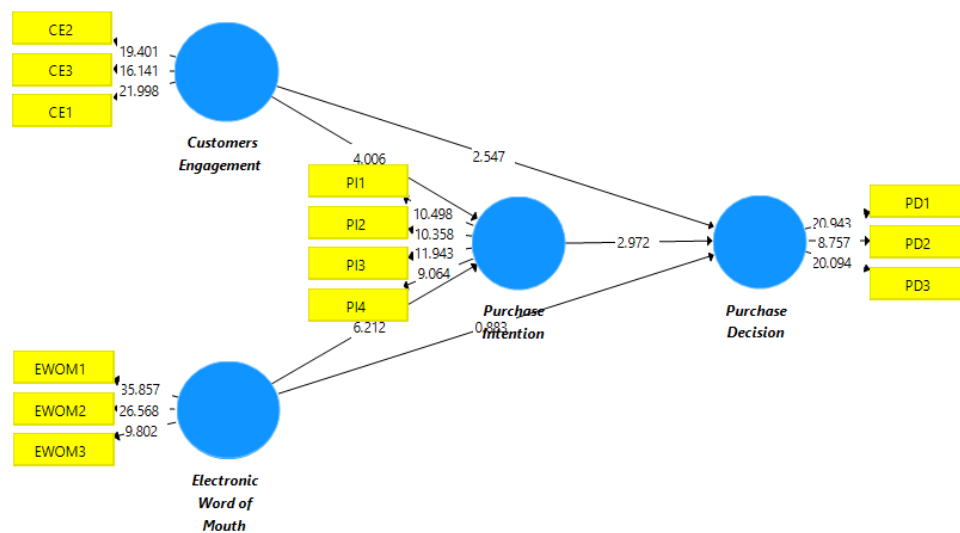 CE2
CE3
CE1
19.401
16.141
21.998
Customers
Engagement
4.006
2.547
PI1
PI2
PI3
PI4
10.498
10.358
11.943
9.064
2.972
Purchase
Intention
20.943
8.757
20.094
PD1
PD2
PD3
Purchase
Decision
6.212
0.883
EWOM1
EWOM2
EWOM3
35.857
26.568
9.802
Electronic
Word of
Mouth